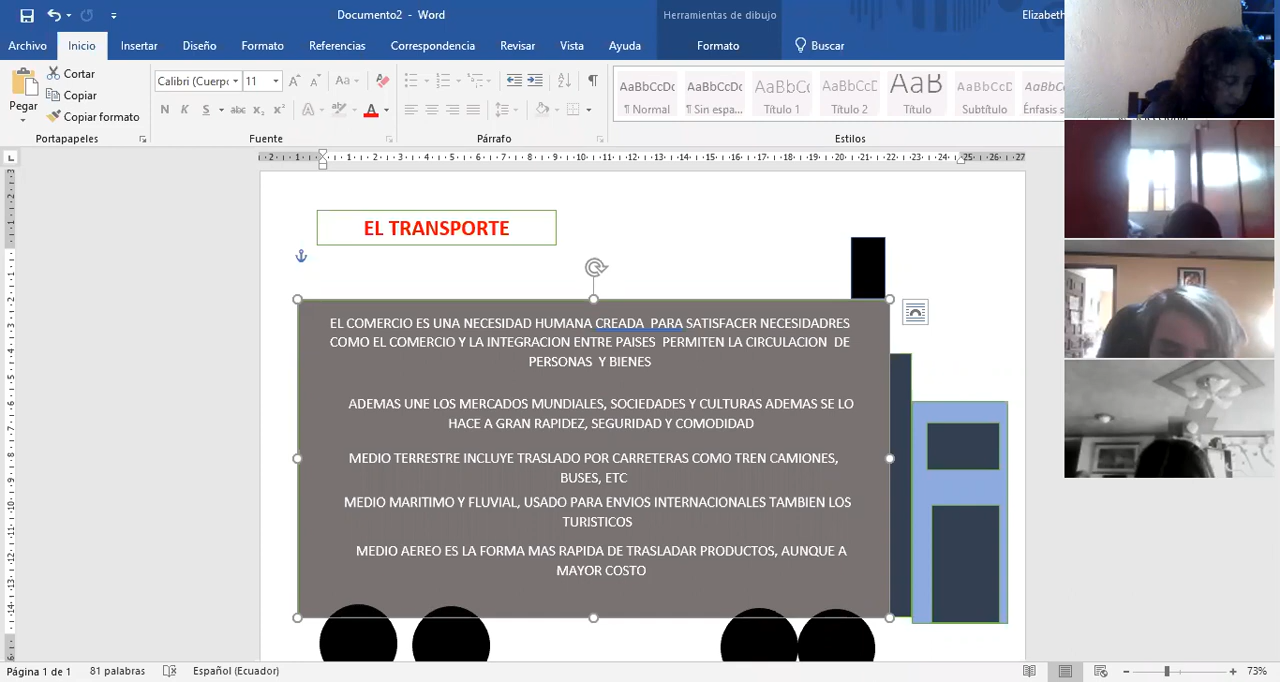 Documento2 - Word
Herramientas de dibujo
Elizabeth
Archivo Inicio Insertar Diseño Formato Referencias Correspondencia Revisar Vista Ayuda Formato Buscar
Pegar
Cortar
Copiar
Copiar formato
Portapapeles
Calibri (Cuerpo 11
Fuente
Párrafo
AaBbCcDc AaBbCcDc AaBbCc AaBbCcC AaB AaBbCcD
¶ Normal ¶ Sin espa... Título 1 Título 2 Título Subtítulo Énfasis s
Estilos
EL TRANSPORTE
EL COMERCIO ES UNA NECESIDAD HUMANA CREADA PARA SATISFACER NECESIDADRES
COMO EL COMERCIO Y LA INTEGRACION ENTRE PAISES PERMITEN LA CIRCULACION DE
PERSONAS Y BIENES
ADEMAS UNE LOS MERCADOS MUNDIALES, SOCIEDADES Y CULTURAS ADEMAS SE LO
HACE A GRAN RAPIDEZ, SEGURIDAD Y COMODIDAD
MEDIO TERRESTRE INCLUYE TRASLADO POR CARRETERAS COMO TREN CAMIONES,
BUSES, ETC
MEDIO MARITIMO Y FLUVIAL, USADO PARA ENVIOS INTERNACIONALES TAMBIEN LOS
TURISTICOS
MEDIO AEREO ES LA FORMA MAS RAPIDA DE TRASLADAR PRODUCTOS, AUNQUE A
MAYOR COSTO
Página 1 de 1 81 palabras Español (Ecuador) 73%